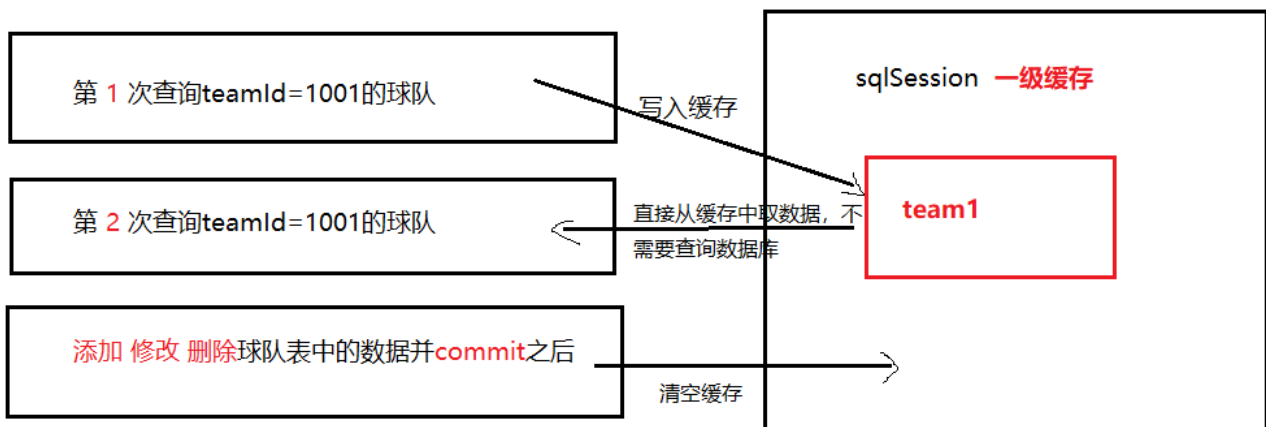 第 1 次查询teamId=1001的球队
写入缓存
sqlSession 一级缓存
team1
第 2 次查询teamId=1001的球队
直接从缓存中取数据，不
需要查询数据库
添加 修改 删除球队表中的数据并commit之后
清空缓存